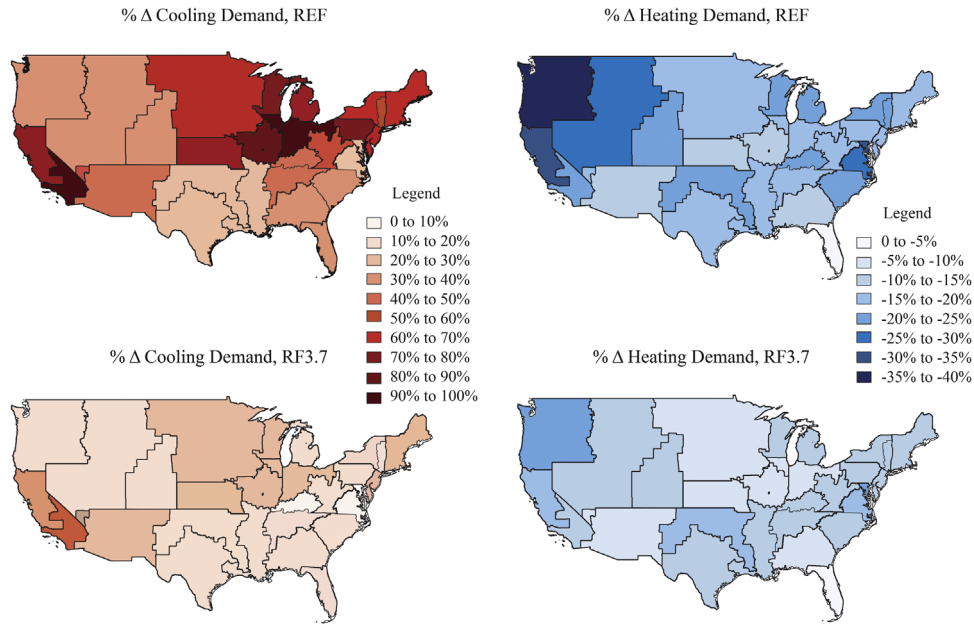 % Δ Cooling Demand, REF
% Δ Heating Demand, REF
Legend
0 to 10%
10% to 20%
20% to 30%
30% to 40%
40% to 50%
50% to 60%
60% to 70%
70% to 80%
80% to 90%
90% to 100%
Legend
0 to -5%
-5% to -10%
-10% to -15%
-15% to -20%
-20% to -25%
-25% to -30%
-30% to -35%
-35% to -40%
% Δ Cooling Demand, RF3.7
% Δ Heating Demand, RF3.7